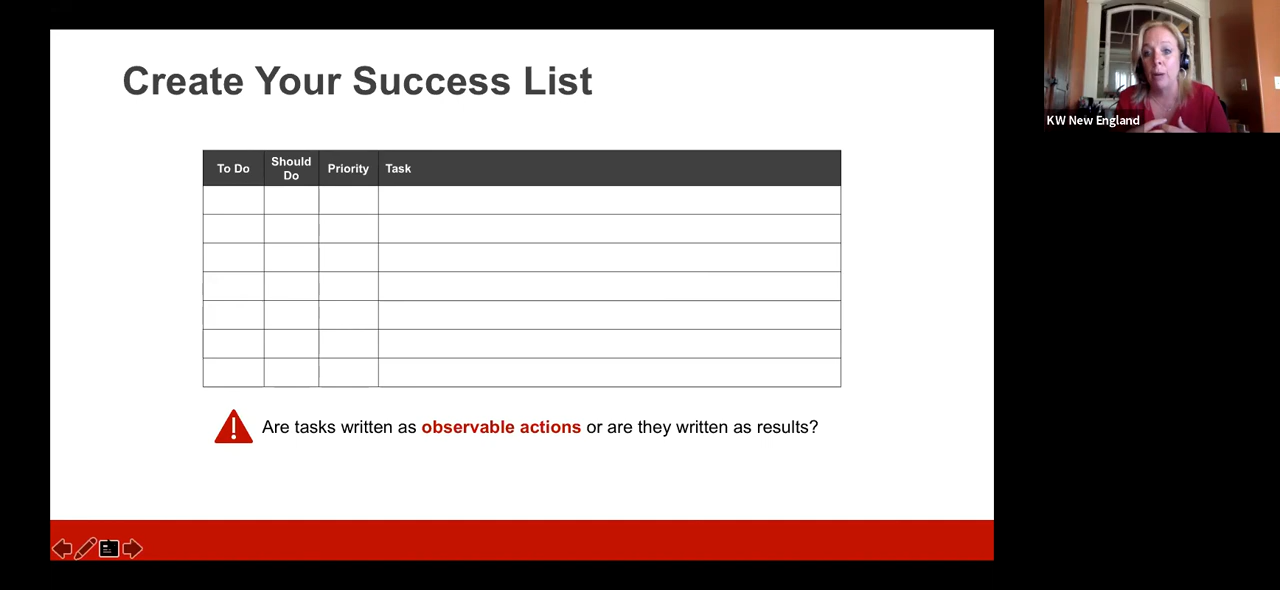 Create Your Success List
To Do
Should Do
Priority
Task
Are tasks written as observable actions or are they written as results?
KW New England